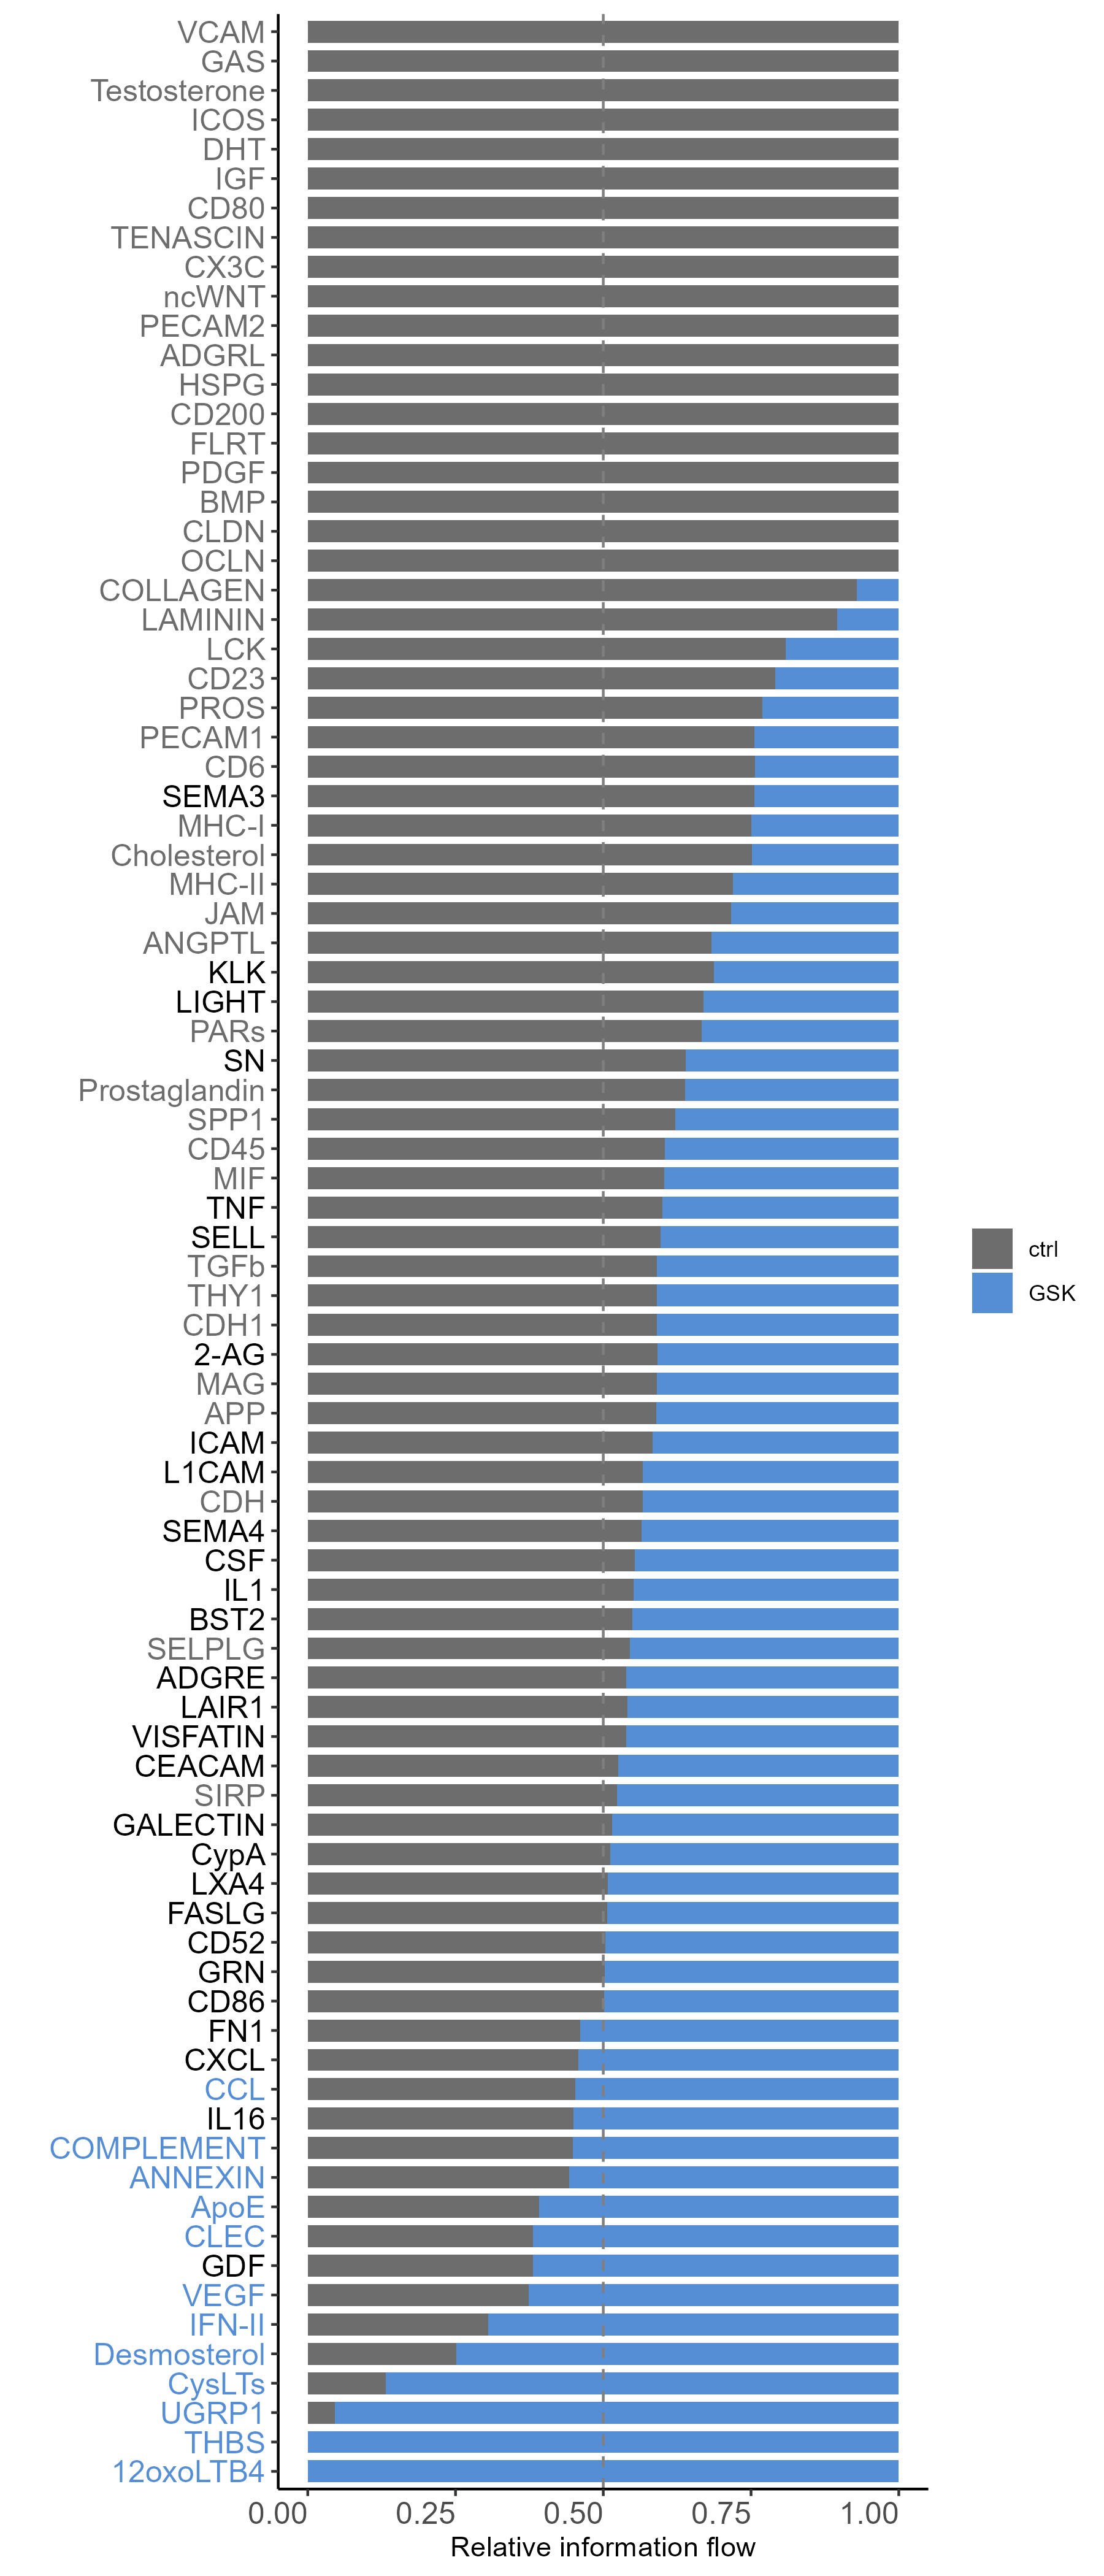 VCAM
GAS
Testosterone
ICOS
DHT
IGF
CD80
TENASCIN
CX3C
ncWNT
PECAM2
ADGRL
HSPG
CD200
FLRT
PDGF
BMP
CLDN
OCLN
COLLAGEN
LAMININ
LCK
CD23
PROS
PECAM1
CD6
SEMA3
MHC-I
Cholesterol
MHC-II
JAM
ANGPTL
KLK
LIGHT
PARs
SN
Prostaglandin
SPP1
CD45
MIF
TNF
SELL
TGFb
THY1
CDH1
2-AG
MAG
APP
ICAM
L1CAM
CDH
SEMA4
CSF
IL1
BST2
SELPLG
ADGRE
LAIR1
VISFATIN
CEACAM
SIRP
GALECTIN
CypA
LXA4
FASLG
CD52
GRN
CD86
FN1
CXCL
CCL
IL16
COMPLEMENT
ANNEXIN
ApoE
CLEC
GDF
VEGF
IFN-II
Desmosterol
CysLTs
UGRP1
THBS
12oxoLTB4
0.00 0.25 0.50 0.75 1.00
Relative information flow
ctrl
GSK